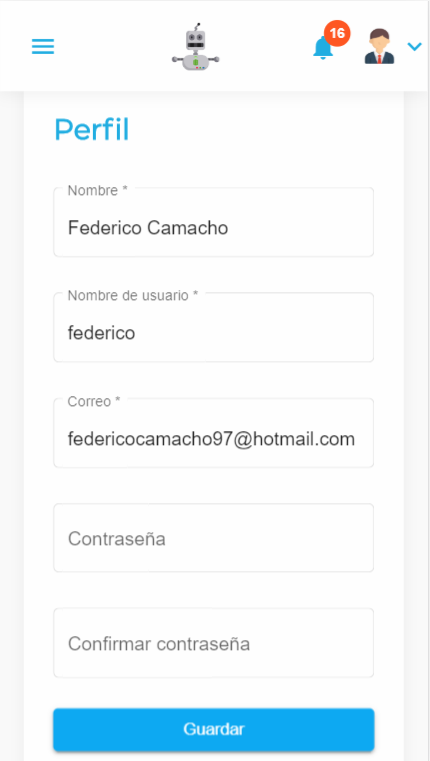 16
Perfil
Nombre *
Federico Camacho
Nombre de usuario *
federico
Correo *
federicocamacho97@hotmail.com
Contraseña
Confirmar contraseña
Guardar